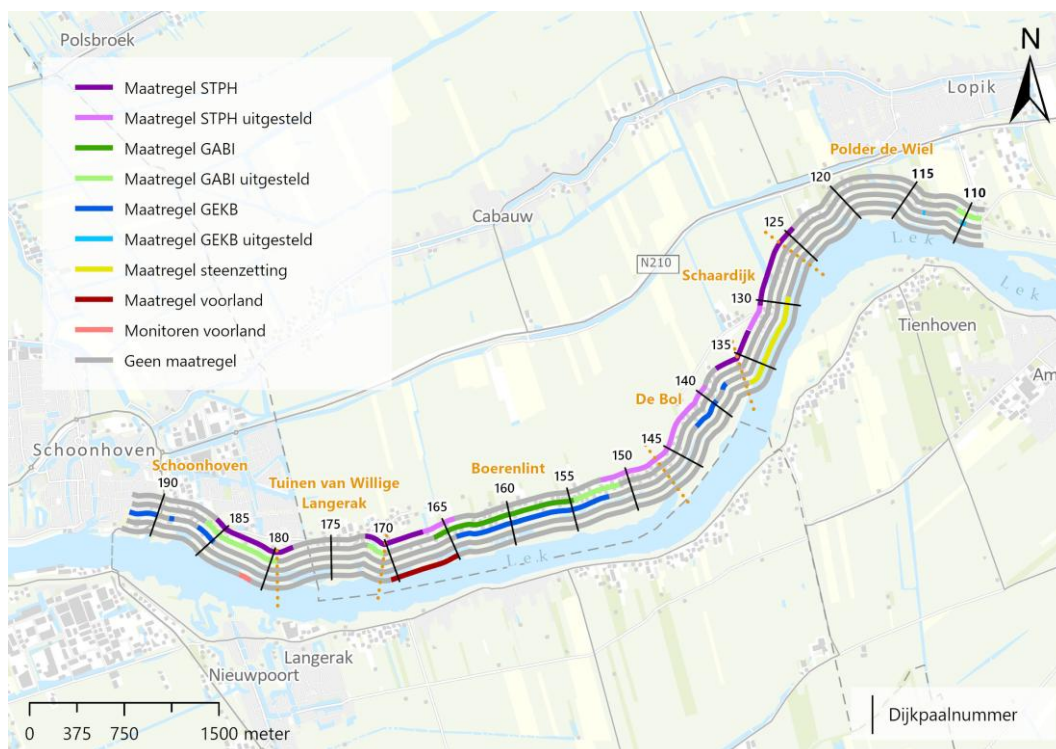 Polsbroek
N
Maatregel STPH
Maatregel STPH uitgesteld
Maatregel GABI
Maatregel GABI uitgesteld
Maatregel GEKB
Maatregel GEKB uitgesteld
Maatregel steenzetting
Maatregel voorland
Monitoren voorland
Geen maatregel
Lopik
Polder de Wiel
120
115
110
Cabauw
125
Lek
Lek
N210
Schaardijk
130
Tienhoven
135
Am
140
De Bol
145
Schoonhoven
Schoonhoven
190
Tuinen van Willige
Langerak
Boerenlint
150
155
160
165
170
175
180
185
Lek
Langerak
Nieuwpoort
0 375 750 1500 meter
Dijkpaalnummer